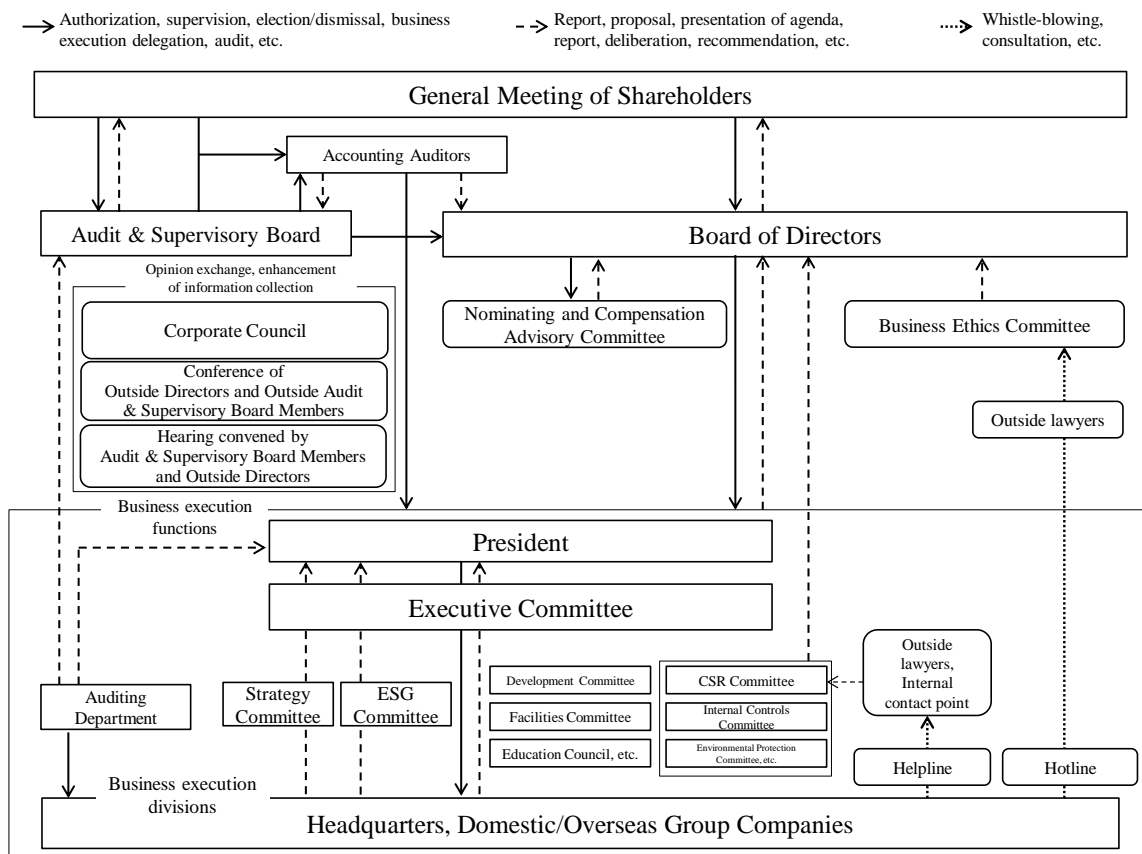 Authorization, supervision, election/dismissal, business
execution delegation, audit, etc.
Report, proposal, presentation of agenda,
report, deliberation, recommendation, etc.
Whistle-blowing,
consultation, etc.
General Meeting of Shareholders
Accounting Auditors
Audit & Supervisory Board
Board of Directors
Opinion exchange, enhancement
of information collection
Corporate Council
Conference of
Outside Directors and Outside Audit
& Supervisory Board Members
Hearing convened by
Audit & Supervisory Board Members
and Outside Directors
Nominating and Compensation
Advisory Committee
Business Ethics Committee
Outside lawyers
Business execution
functions
President
Executive Committee
Auditing
Department
Strategy
Committee
ESG
Committee
Development Committee
Facilities Committee
Education Council, etc.
CSR Committee
Internal Controls
Committee
Environmental Protection
Committee, etc.
Outside
lawyers,
Internal
contact point
Helpline
Hotline
Business execution
divisions
Headquarters, Domestic/Overseas Group Companies